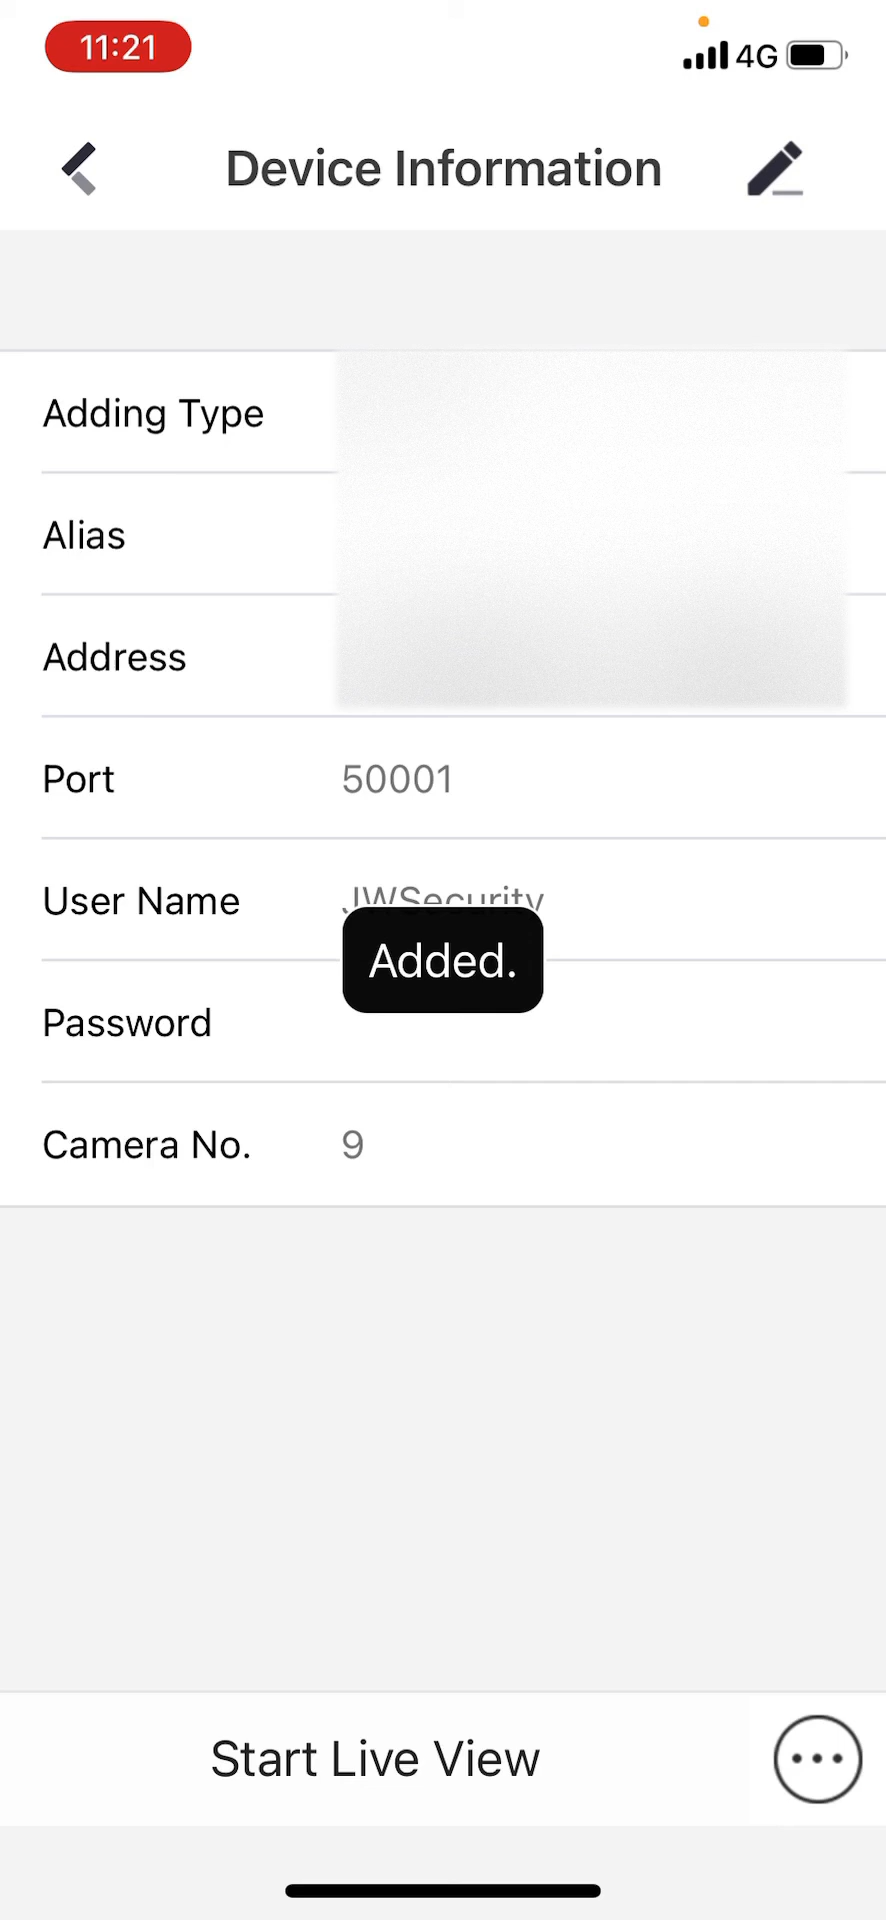 11:21
4G
Device Information
Adding Type
Alias
Address
Port 50001
User Name JWSecurity
Added.
Password
Camera No. 9
Start Live View